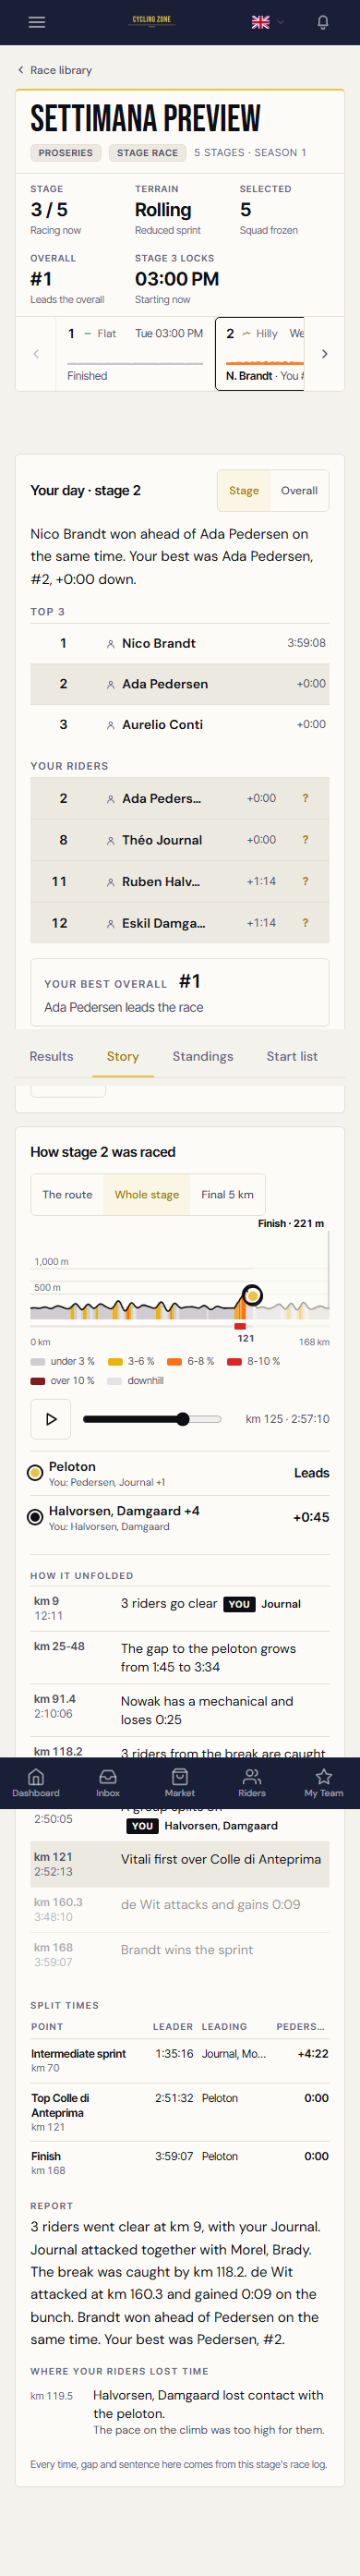 CYCLING ZONE
Race library
SETTIMANA PREVIEW
PROSERIES STAGE RACE 5 STAGES · SEASON 1
STAGE TERRAIN SELECTED
3 / 5 Rolling 5
Racing now Reduced sprint Squad frozen
OVERALL STAGE 3 LOCKS
#1 03:00 PM
Leads the overall Starting now
1 Flat Tue 03:00 PM 2 Hilly We
Finished N. Brandt · You #
Your day · stage 2 Stage Overall
Nico Brandt won ahead of Ada Pedersen on
the same time. Your best was Ada Pedersen,
#2, +0:00 down.
TOP 3
1 Nico Brandt 3:59:08
2 Ada Pedersen +0:00
3 Aurelio Conti +0:00
YOUR RIDERS
2 Ada Peders... +0:00 ?
8 Théo Journal +0:00 ?
11 Ruben Halv... +1:14 ?
12 Eskil Damga... +1:14 ?
YOUR BEST OVERALL #1
Ada Pedersen leads the race
Results Story Standings Start list
How stage 2 was raced
The route Whole stage Final 5 km
Finish · 221 m
1,000 m
500 m
121
0 km 168 km
under 3 % 3-6 % 6-8 % 8-10 %
over 10 % downhill
km 125 · 2:57:10
Peloton Leads
You: Pedersen, Journal +1
Halvorsen, Damgaard +4 +0:45
You: Halvorsen, Damgaard
HOW IT UNFOLDED
km 9 3 riders go clear YOU Journal
12:11
km 25-48 The gap to the peloton grows
from 1:45 to 3:34
km 91.4 Nowak has a mechanical and
2:10:06 loses 0:25
km 118.2 3 riders from the break are caught
Dashboard Inbox Market Riders My Team
2:50:05 A group splits off
YOU Halvorsen, Damgaard
km 121 Vitali first over Colle di Anteprima
2:52:13
km 160.3 de Wit attacks and gains 0:09
3:48:10
km 168 Brandt wins the sprint
3:59:07
SPLIT TIMES
POINT LEADER LEADING PEDERS...
Intermediate sprint 1:35:16 Journal, Mo... +4:22
km 70
Top Colle di 2:51:32 Peloton 0:00
Anteprima
km 121
Finish 3:59:07 Peloton 0:00
km 168
REPORT
3 riders went clear at km 9, with your Journal.
Journal attacked together with Morel, Brady.
The break was caught by km 118.2. de Wit
attacked at km 160.3 and gained 0:09 on the
bunch. Brandt won ahead of Pedersen on the
same time. Your best was Pedersen, #2.
WHERE YOUR RIDERS LOST TIME
km 119.5 Halvorsen, Damgaard lost contact with
the peloton.
The pace on the climb was too high for them.
Every time, gap and sentence here comes from this stage's race log.